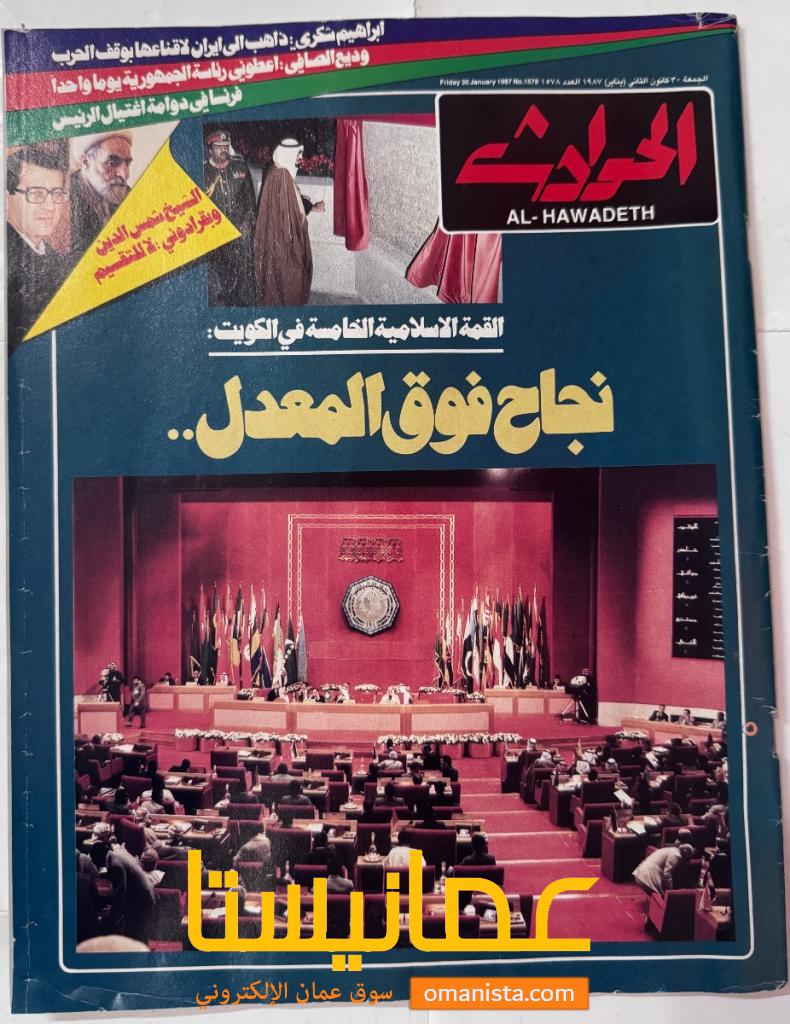 ابراهيم شكري: ذاهب الى ايران لاقناعها بوقف الحرب
وديع الصافي: اعطوني رئاسة الجمهورية يوما واحدا
فرنسا في دوامة اغتيال الرئيس
الجمعة ٣٠ كانون الثاني (يناير) ١٩٨٧ العدد ١٥٧٨ Friday 30 January 1987 No.1578
الحوادث
AL-HAWADETH
الشيخ شمس الدين
وبقرادوني: لا للتقسيم
القمة الاسلامية الخامسة في الكويت:
نجاح فوق المعدل..
عمانيستا
سوق عمان الإلكتروني omanista.com